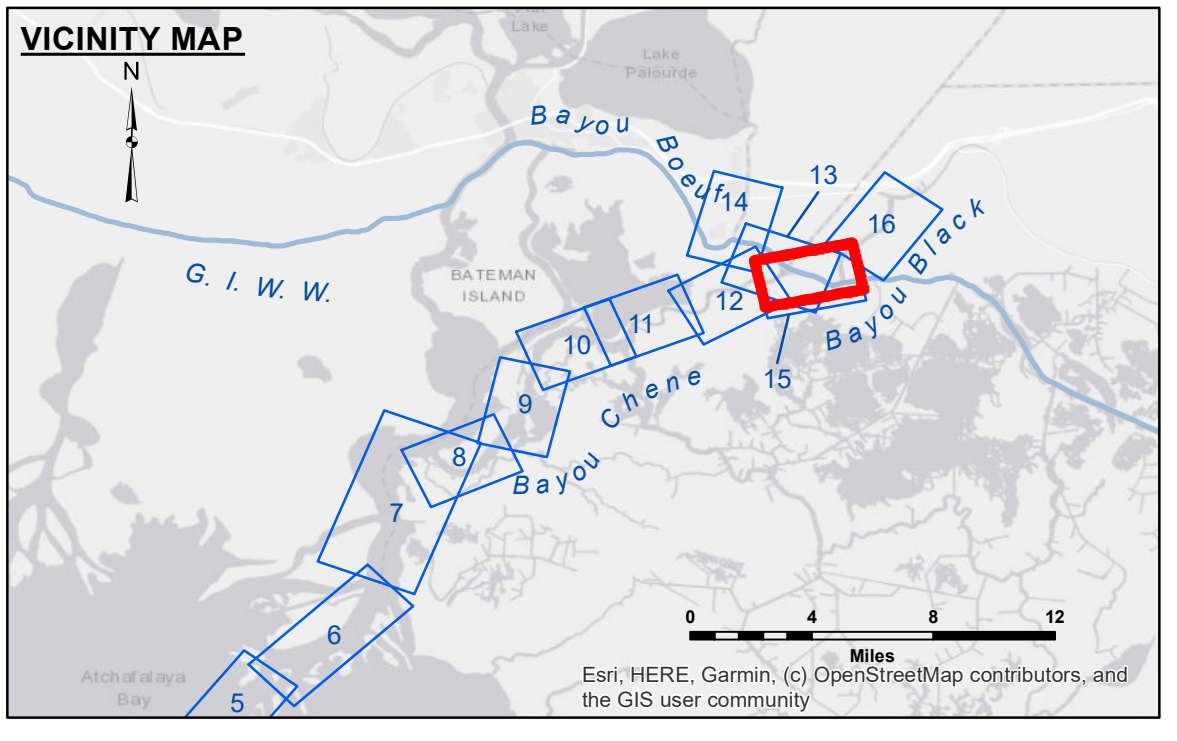 VICINITY MAP
N
Flat
Lake
Lake
Palourde
Bayou
Boeuf
13
14
16
Bayou Black
G. I. W. W.
BATEMAN
ISLAND
12
11
10
15
9
Bayou Chene
8
7
6
5
Atchafalaya
Bay
0 4 8 12
Miles
Esri, HERE, Garmin, (c) OpenStreetMap contributors, and
the GIS user community